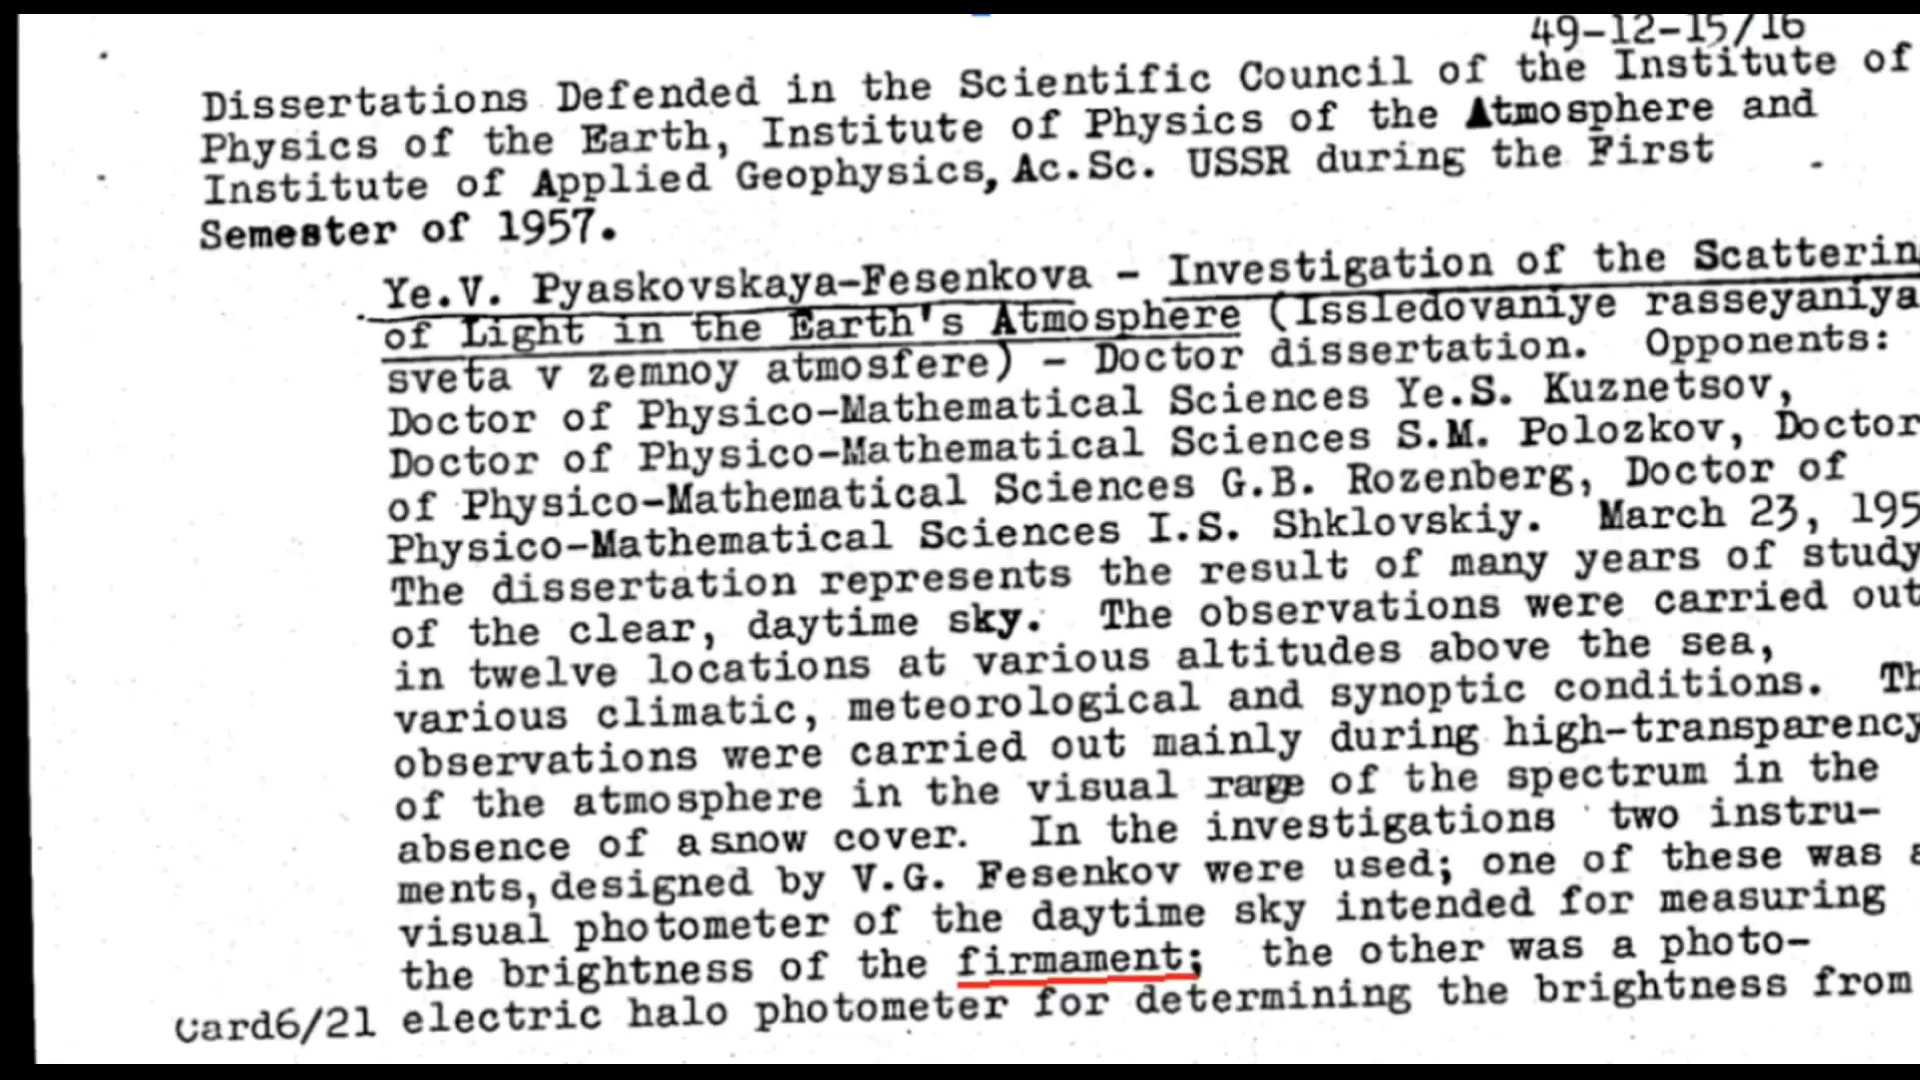 49-12-15/16
Dissertations Defended in the Scientific Council of the Institute of
Physics of the Earth, Institute of Physics of the Atmosphere and
Institute of Applied Geophysics, Ac.Sc. USSR during the First
Semester of 1957.
Ye.V. Pyaskovskaya-Fesenkova - Investigation of the Scatterin
of Light in the Earth's Atmosphere (Issledovaniye rasseyaniya
sveta v zemnoy atmosfere) - Doctor dissertation. Opponents:
Doctor of Physico-Mathematical Sciences Ye.S. Kuznetsov,
Doctor of Physico-Mathematical Sciences S.M. Polozkov, Doctor
of Physico-Mathematical Sciences G.B. Rozenberg, Doctor of
Physico-Mathematical Sciences I.S. Shklovskiy. March 23, 195
The dissertation represents the result of many years of study
of the clear, daytime sky. The observations were carried out
in twelve locations at various altitudes above the sea,
various climatic, meteorological and synoptic conditions. Th
observations were carried out mainly during high-transparency
of the atmosphere in the visual range of the spectrum in the
absence of a snow cover. In the investigations two instru-
ments, designed by V.G. Fesenkov were used; one of these was a
visual photometer of the daytime sky intended for measuring
the brightness of the firmament; the other was a photo-
Card6/21 electric halo photometer for determining the brightness from